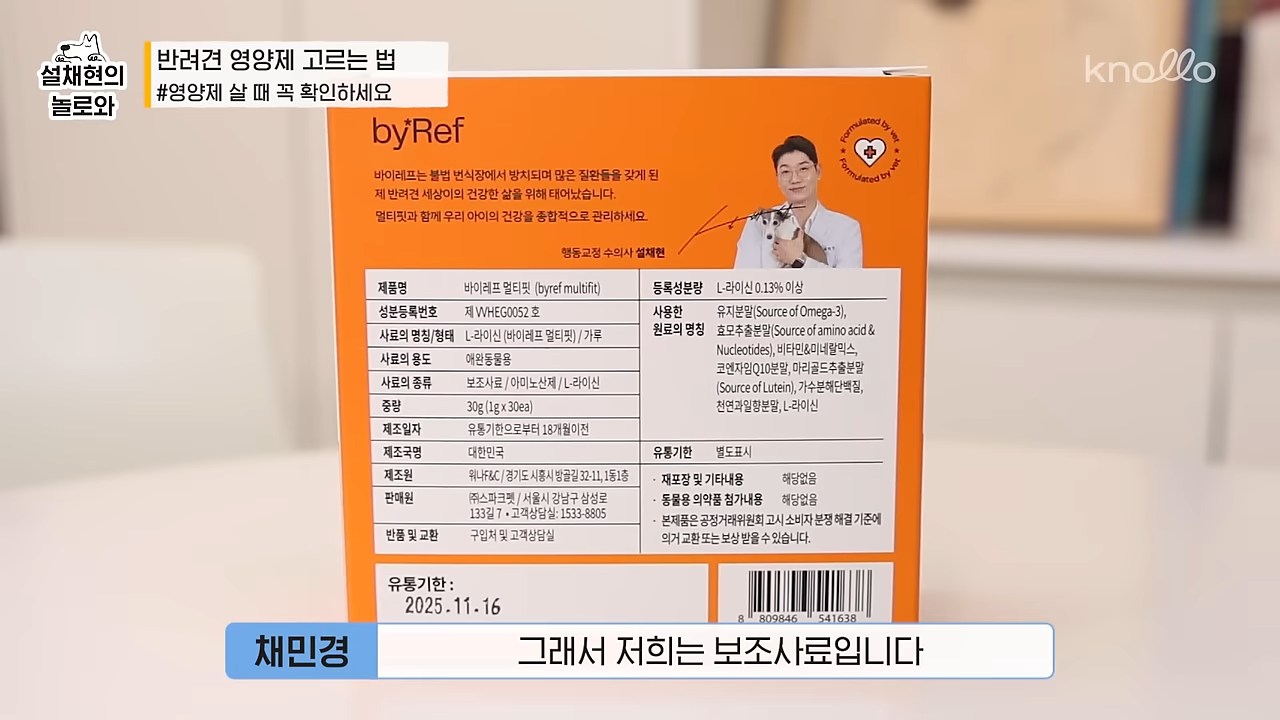 설채현의
놀로와
반려견 영양제 고르는 법
#영양제 살 때 꼭 확인하세요
knollo
by*Ref
Formulated by vet
Formulated by vet
바이레프는 불법 번식장에서 방치되며 많은 질환들을 갖게 된
제 반려견 세상이의 건강한 삶을 위해 태어났습니다.
멀티핏과 함께 우리 아이의 건강을 종합적으로 관리하세요.
행동교정 수의사 설채현
제품명 바이레프 멀티핏 (byref multifit)
성분등록번호 제 VVHEG0052 호
사료의 명칭/형태 L-라이신 (바이레프 멀티핏) / 가루
사료의 용도 애완동물용
사료의 종류 보조사료 / 아미노산제 / L-라이신
중량 30g (1g x 30ea)
제조일자 유통기한으로부터 18개월이전
제조국명 대한민국
제조원 워나F&C / 경기도 시흥시 방골길 32-11, 1동1층
판매원 ㈜스파크펫 / 서울시 강남구 삼성로
133길 7 • 고객상담실: 1533-8805
반품 및 교환 구입처 및 고객상담실
등록성분량 L-라이신 0.13% 이상
사용한 유지분말(Source of Omega-3),
원료의 명칭 효모추출분말(Source of amino acid &
Nucleotides), 비타민&미네랄믹스,
코엔자임Q10분말, 마리골드추출분말
(Source of Lutein), 가수분해단백질,
천연과일향분말, L-라이신
유통기한 별도표시
· 재포장 및 기타내용 해당없음
· 동물용 의약품 첨가내용 해당없음
· 본제품은 공정거래위원회 고시 소비자 분쟁 해결 기준에
의거 교환 또는 보상 받을 수 있습니다.
유통기한 :
2025.11.16
8 809846 541638
채민경 그래서 저희는 보조사료입니다